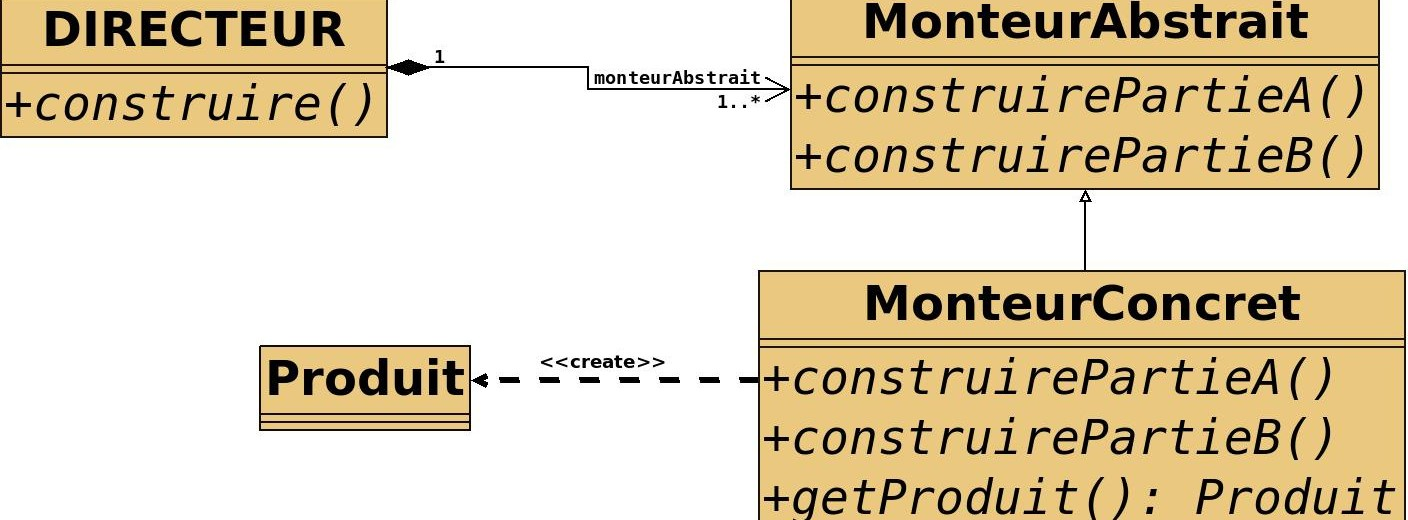 DIRECTEUR
+construire()
1
monteurAbstrait
1..*
MonteurAbstrait
+construirePartieA()
+construirePartieB()
Produit
<<create>>
MonteurConcret
+construirePartieA()
+construirePartieB()
+getProduit(): Produit